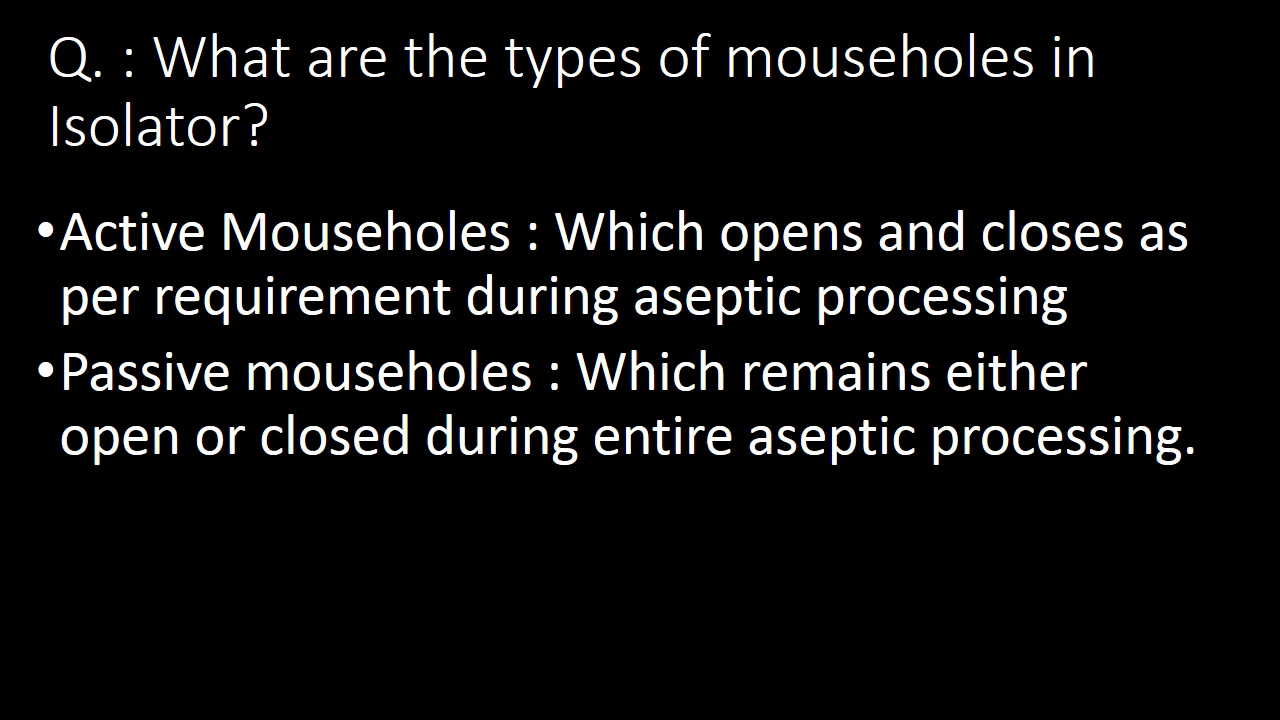 Q. : What are the types of mouseholes in
Isolator?
•Active Mouseholes : Which opens and closes as
per requirement during aseptic processing
•Passive mouseholes : Which remains either
open or closed during entire aseptic processing.